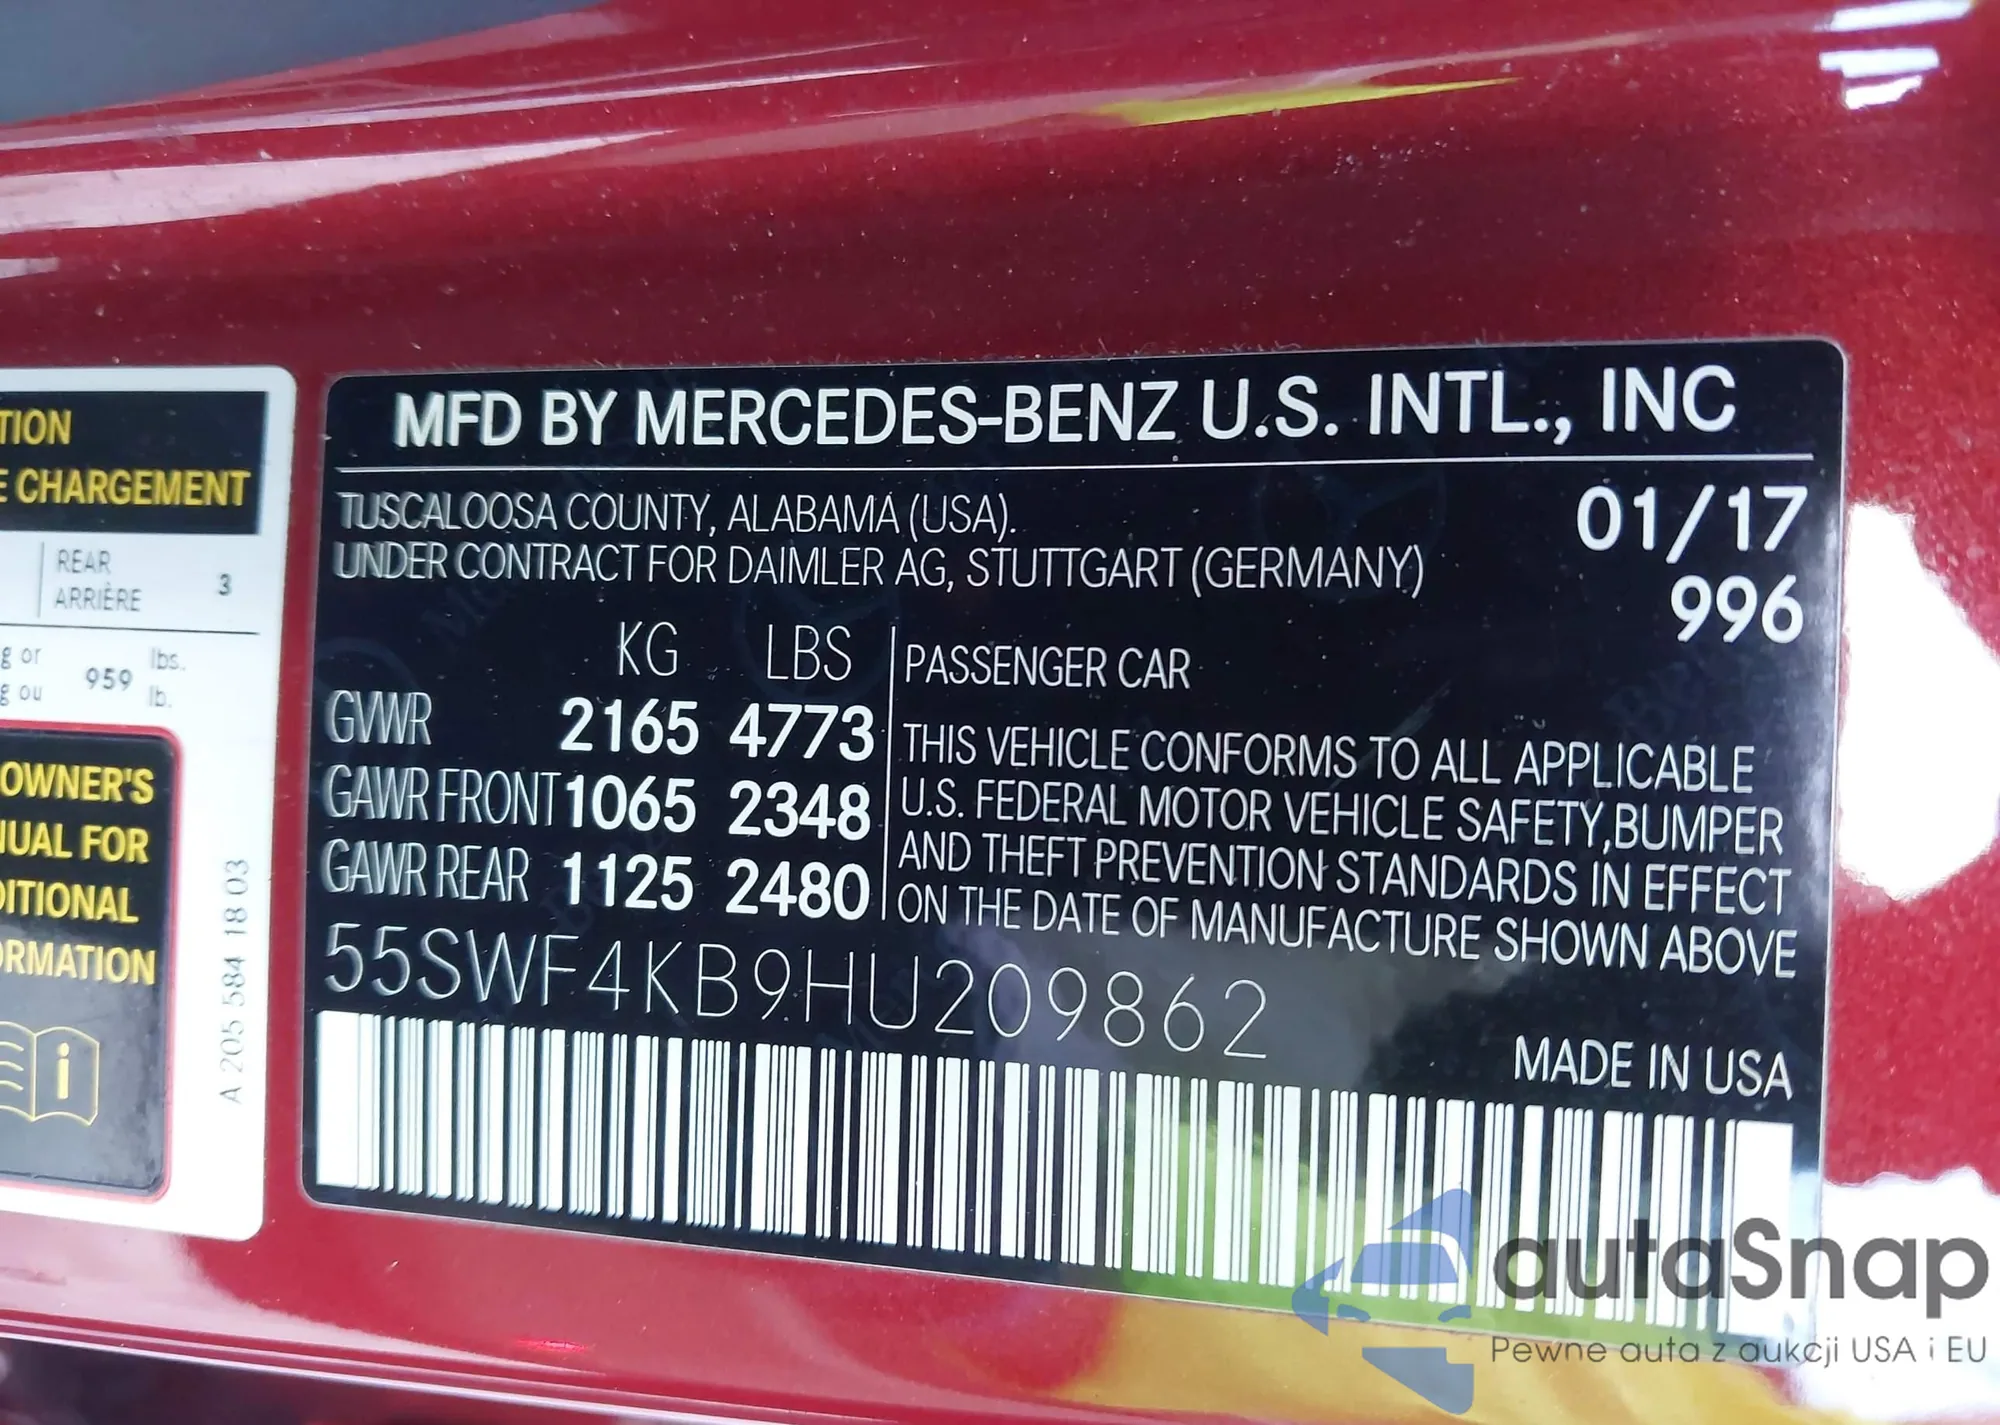 TION
E CHARGEMENT
REAR
ARRIÈRE
3
g or
g ou
959
lbs.
lb.
OWNER'S
NUAL FOR
DITIONAL
ORMATION
A 205 584 18 03
MFD BY MERCEDES-BENZ U.S. INTL., INC
TUSCALOOSA COUNTY, ALABAMA (USA).
UNDER CONTRACT FOR DAIMLER AG, STUTTGART (GERMANY)
01/17
996
KG LBS
GVWR 2165 4773
GAWR FRONT 1065 2348
GAWR REAR 1125 2480
PASSENGER CAR
THIS VEHICLE CONFORMS TO ALL APPLICABLE
U.S. FEDERAL MOTOR VEHICLE SAFETY,BUMPER
AND THEFT PREVENTION STANDARDS IN EFFECT
ON THE DATE OF MANUFACTURE SHOWN ABOVE
55SWF4KB9HU209862
MADE IN USA
autaSnap
Pewne auta z aukcji USA i EU